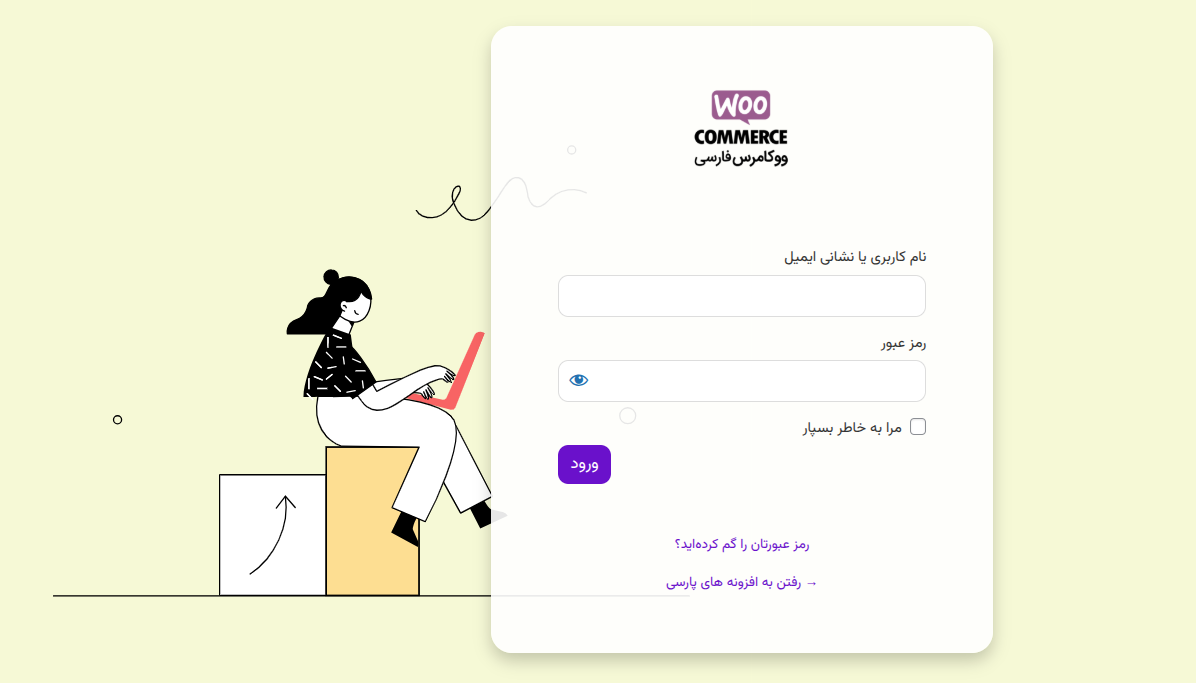 Woo
COMMERCE
ووکامرس فارسی
نام کاربری یا نشانی ایمیل
رمز عبور
مرا به خاطر بسپار
ورود
رمز عبورتان را گم کرده‌اید؟
→ رفتن به افزونه های پارسی